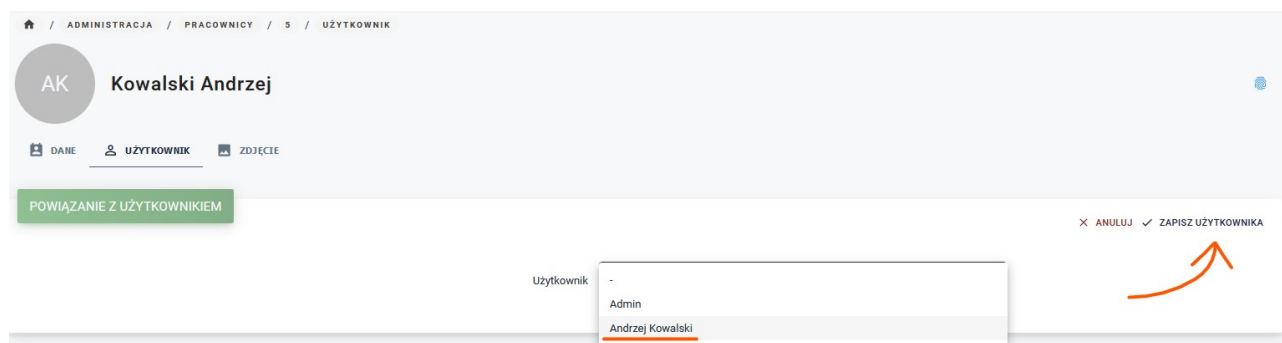 / ADMINISTRACJA / PRACOWNICY / 5 / UŻYTKOWNIK
AK
Kowalski Andrzej
DANE UŻYTKOWNIK ZDJĘCIE
POWIĄZANIE Z UŻYTKOWNIKIEM
ANULUJ ZAPISZ UŻYTKOWNIKA
Użytkownik -
Admin
Andrzej Kowalski